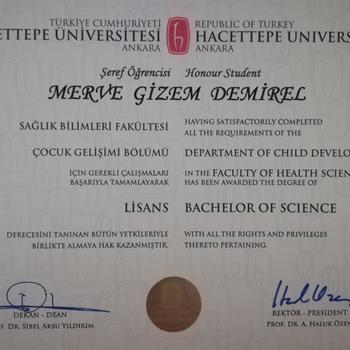 TÜRKİYE CUMHURİYETİ REPUBLIC OF TURKEY
CETTEPE ÜNİVERSİTESİ HACETTEPE UNIVERS
ANKARA ANKARA
Şeref Öğrencisi Honour Student
MERVE GİZEM DEMİREL
SAĞLIK BİLİMLERİ FAKÜLTESİ
HAVING SATISFACTORILY COMPLETED
ALL THE REQUIREMENTS OF THE
ÇOCUK GELİŞİMİ BÖLÜMÜ DEPARTMENT OF CHILD DEVELO
İÇİN GEREKLİ ÇALIŞMALARI IN THE FACULTY OF HEALTH SCIEN
BAŞARIYLA TAMAMLAYARAK HAS BEEN AWARDED THE DEGREE OF
LİSANS BACHELOR OF SCIENCE
DERECESİNİ TANINAN BÜTÜN YETKİLERİYLE WITH ALL THE RIGHTS AND PRIVILEGES
BİRLİKTE ALMAYA HAK KAZANMIŞTIR. THERETO PERTAINING.
DEKAN - DEAN REKTÖR - PRESIDENT
. DR. SİBEL AKSU YILDIRIM PROF. DR. A. HALUK ÖZE